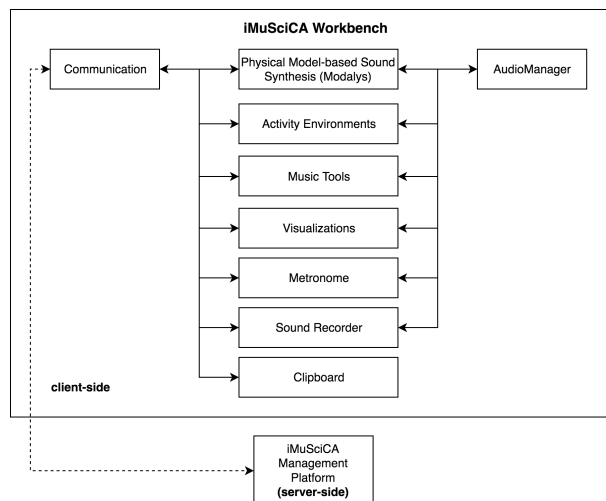 iMuSciCA Workbench
Communication
Physical Model-based Sound
Synthesis (Modalys)
AudioManager
Activity Environments
Music Tools
Visualizations
Metronome
Sound Recorder
Clipboard
client-side
iMuSciCA
Management
Platform
(server-side)